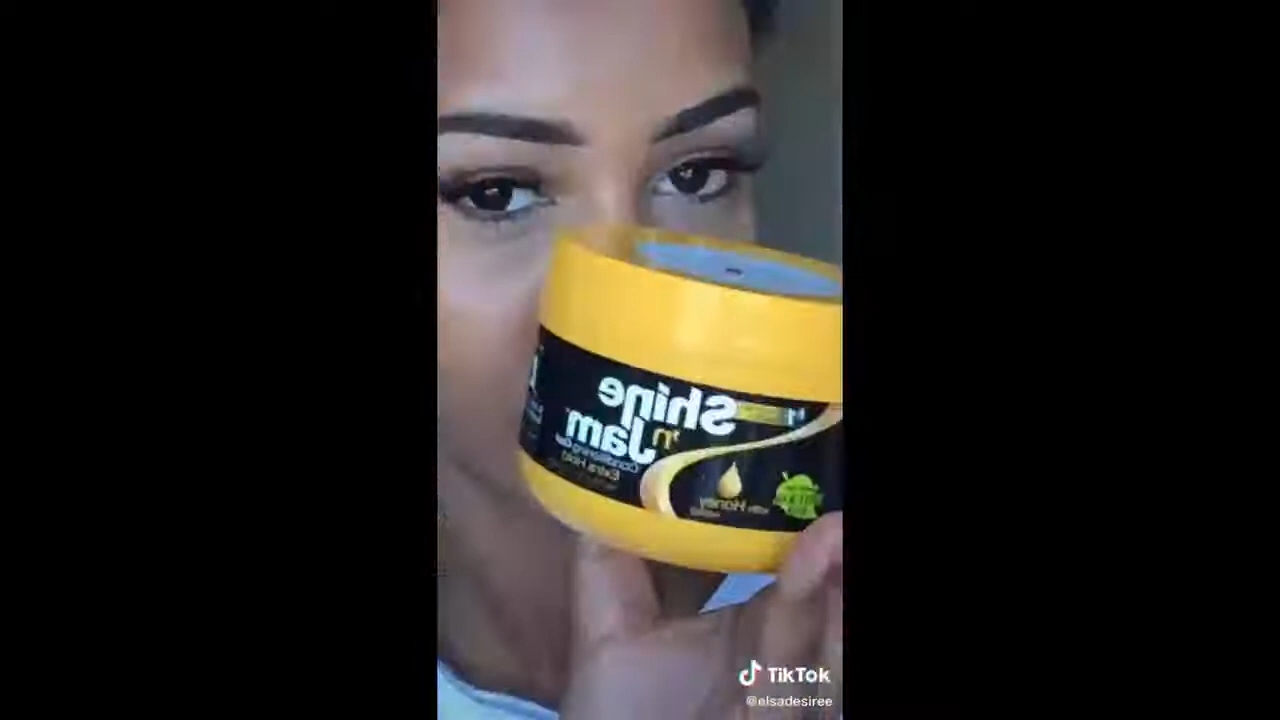 Shine
'n Jam
Conditioning Gel
Extra Hold
with Honey
TikTok
@elsadesiree